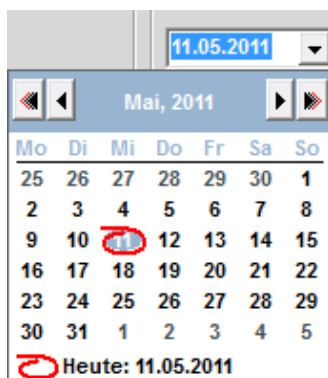 11.05.2011
Mai, 2011
Mo Di Mi Do Fr Sa So
25 26 27 28 29 30 1
2 3 4 5 6 7 8
9 10 11 12 13 14 15
16 17 18 19 20 21 22
23 24 25 26 27 28 29
30 31 1 2 3 4 5
Heute: 11.05.2011